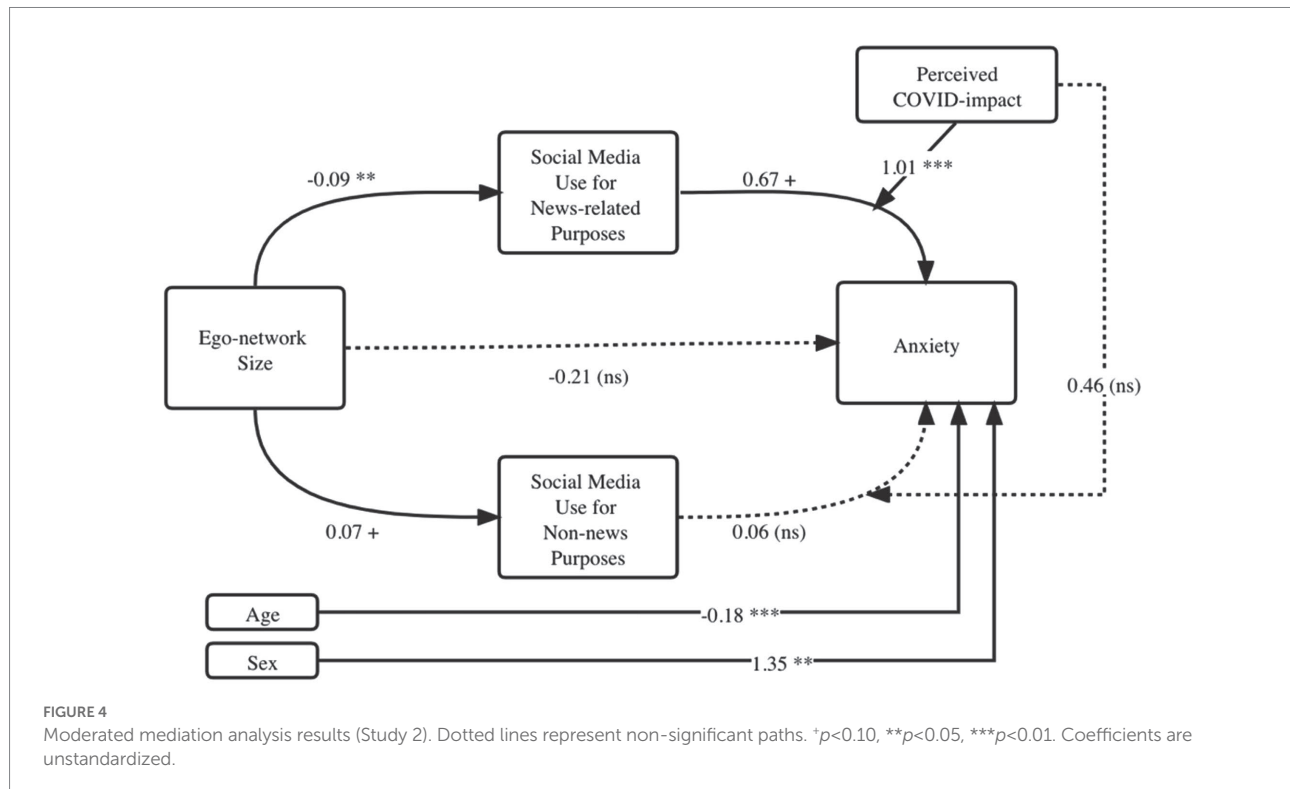 Perceived
COVID-impact
Social Media
Use for
News-related
Purposes
-0.09 **
0.67 +
1.01 ***
Ego-network
Size
Anxiety
-0.21 (ns)
0.46 (ns)
Social Media
Use for
Non-news
Purposes
0.07 +
0.06 (ns)
Age
-0.18 ***
Sex
1.35 **
FIGURE 4
Moderated mediation analysis results (Study 2). Dotted lines represent non-significant paths. +p<0.10, **p<0.05, ***p<0.01. Coefficients are
unstandardized.